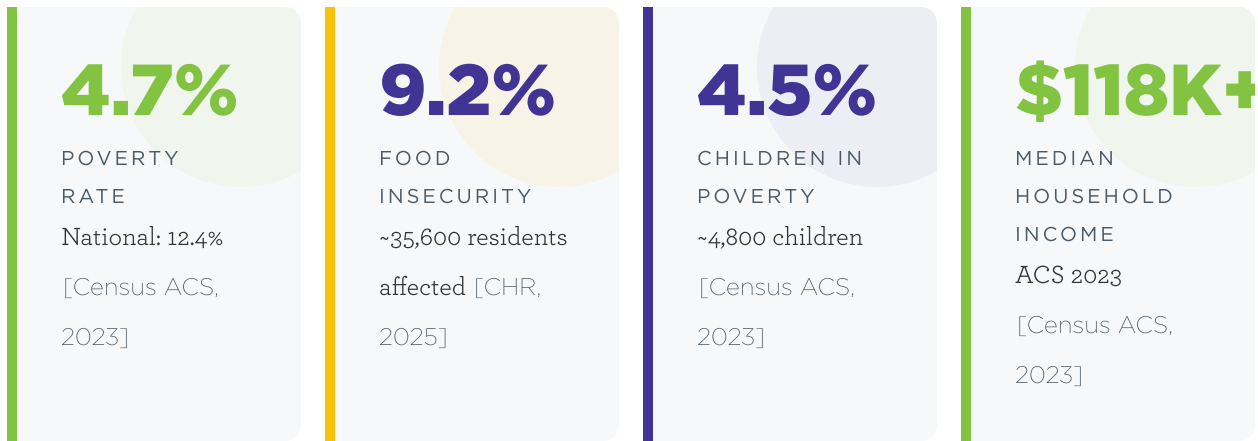 4.7%
POVERTY
RATE
National: 12.4%
[Census ACS,
2023]
9.2%
FOOD
INSECURITY
~35,600 residents
affected [CHR,
2025]
4.5%
CHILDREN IN
POVERTY
~4,800 children
[Census ACS,
2023]
$118K+
MEDIAN
HOUSEHOLD
INCOME
ACS 2023
[Census ACS,
2023]